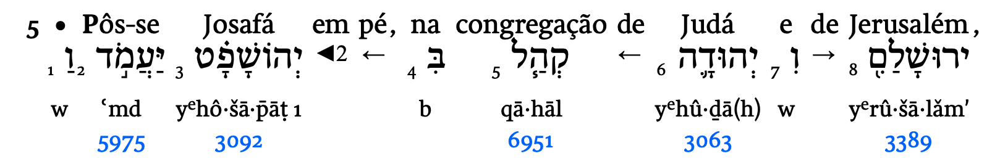 5 • Pôs-se Josafá em pé, na congregação de Judá e de Jerusalém,
1 וַ 2 יַּעֲמֹ֣ד 3 יְהוֹשָׁפָ֗ט ◀2 ← 4 בִּ 5 קְהַ֧ל ← 6 יְהוּדָ֛ה 7 וִ → 8 ירוּשָׁלִַ֖ם
w ʿmd yᵉhô·šā·p̄āṭ 1 b qā·hāl yᵉhû·ḏā(h) w yᵉrû·šā·lăm'
5975 3092 6951 3063 3389